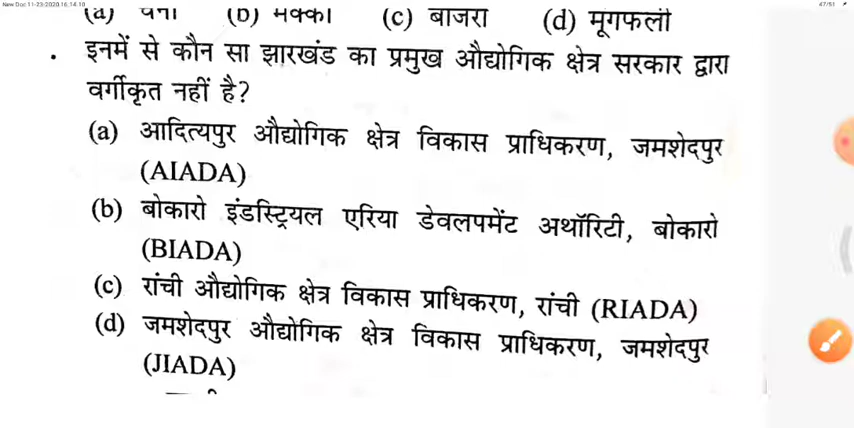 New Doc 11-23-2020 16.14.10
47/51
(a) चना (b) मक्का (c) बाजरा (d) मूंगफली
. इनमें से कौन सा झारखंड का प्रमुख औद्योगिक क्षेत्र सरकार द्वारा
वर्गीकृत नहीं है?
(a) आदित्यपुर औद्योगिक क्षेत्र विकास प्राधिकरण, जमशेदपुर
(AIADA)
(b) बोकारो इंडस्ट्रियल एरिया डेवलपमेंट अथॉरिटी, बोकारो
(BIADA)
(c) रांची औद्योगिक क्षेत्र विकास प्राधिकरण, रांची (RIADA)
(d) जमशेदपुर औद्योगिक क्षेत्र विकास प्राधिकरण, जमशेदपुर
(JIADA)